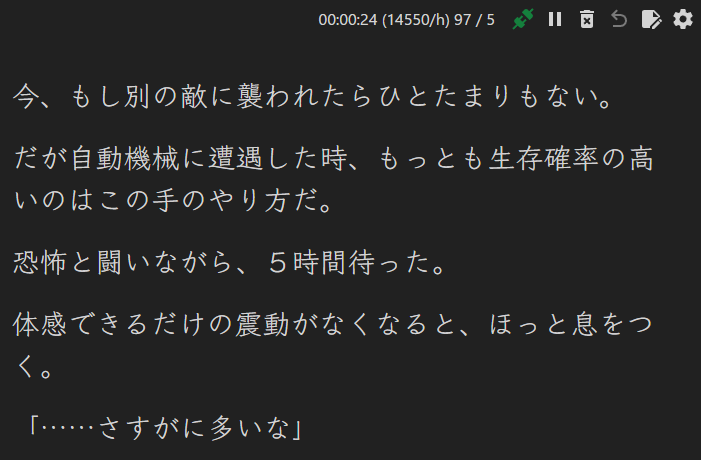 00:00:24 (14550/h) 97 / 5
今、もし別の敵に襲われたらひとたまりもない。
だが自動機械に遭遇した時、もっとも生存確率の高
いのはこの手のやり方だ。
恐怖と闘いながら、５時間待った。
体感できるだけの震動がなくなると、ほっと息をつ
く。
「……さすがに多いな」